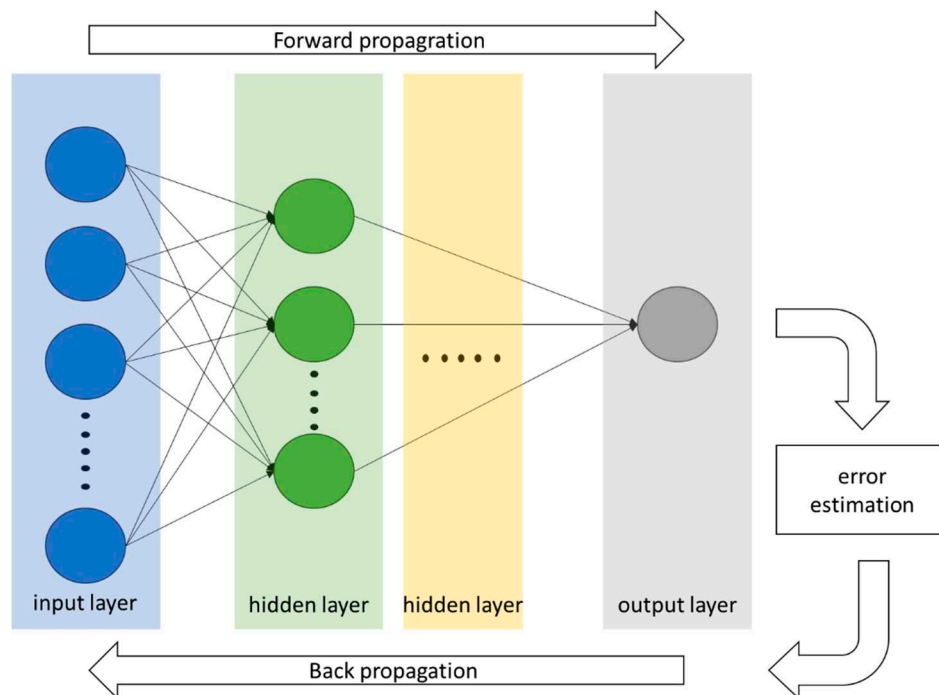 Forward propagration
error
estimation
input layer
hidden layer
hidden layer
output layer
Back propagation